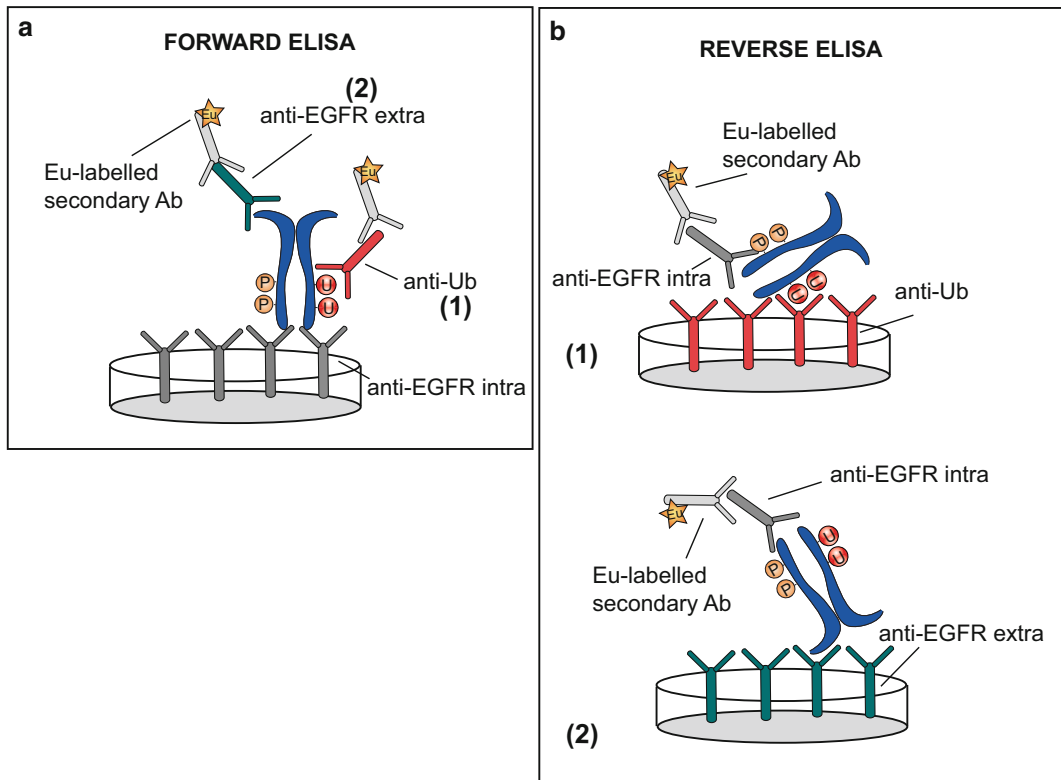 a
FORWARD ELISA
(2)
anti-EGFR extra
Eu
Eu-labelled
secondary Ab
Eu
anti-Ub
(1)
P
P
U
U
anti-EGFR intra
b
REVERSE ELISA
Eu-labelled
secondary Ab
Eu
P
P
anti-EGFR intra
U
U
anti-Ub
(1)
anti-EGFR intra
Eu
U
U
Eu-labelled
secondary Ab
P
P
anti-EGFR extra
(2)